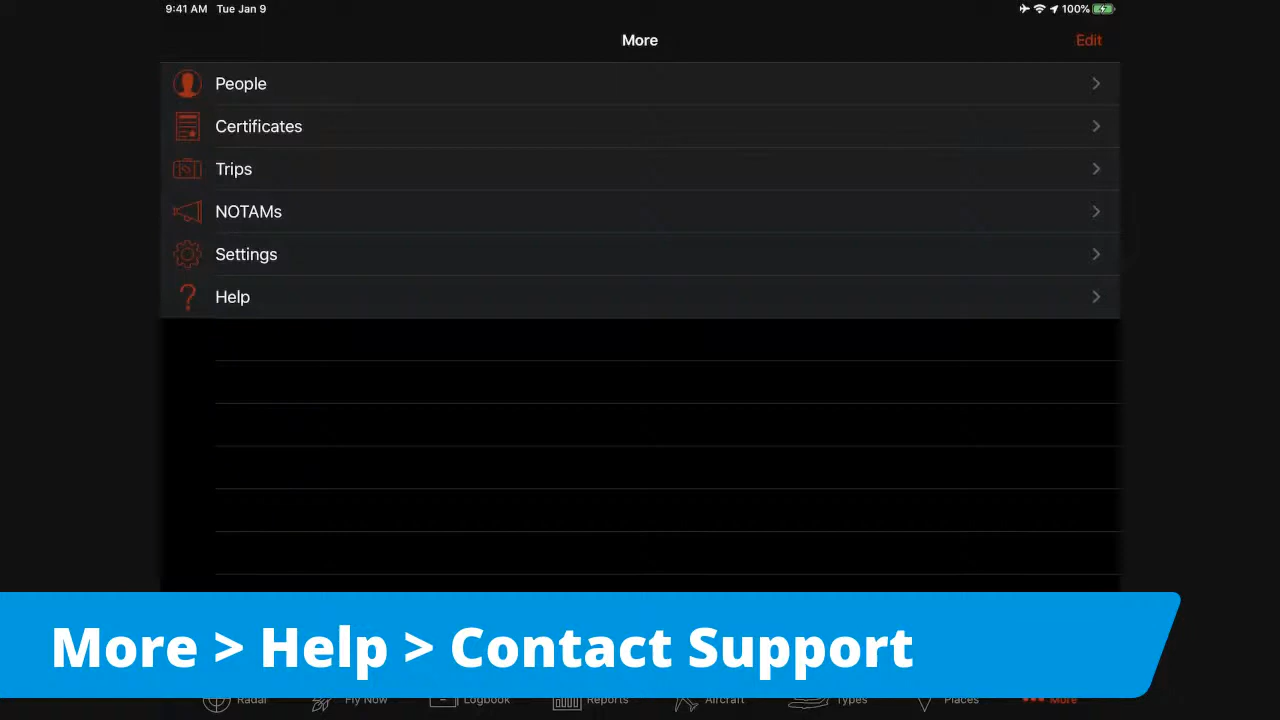 9:41 AM Tue Jan 9
100%
More
Edit
People
Certificates
Trips
NOTAMs
Settings
Help
More > Help > Contact Support
Radar Fly Now Logbook Reports Aircraft Types Places More